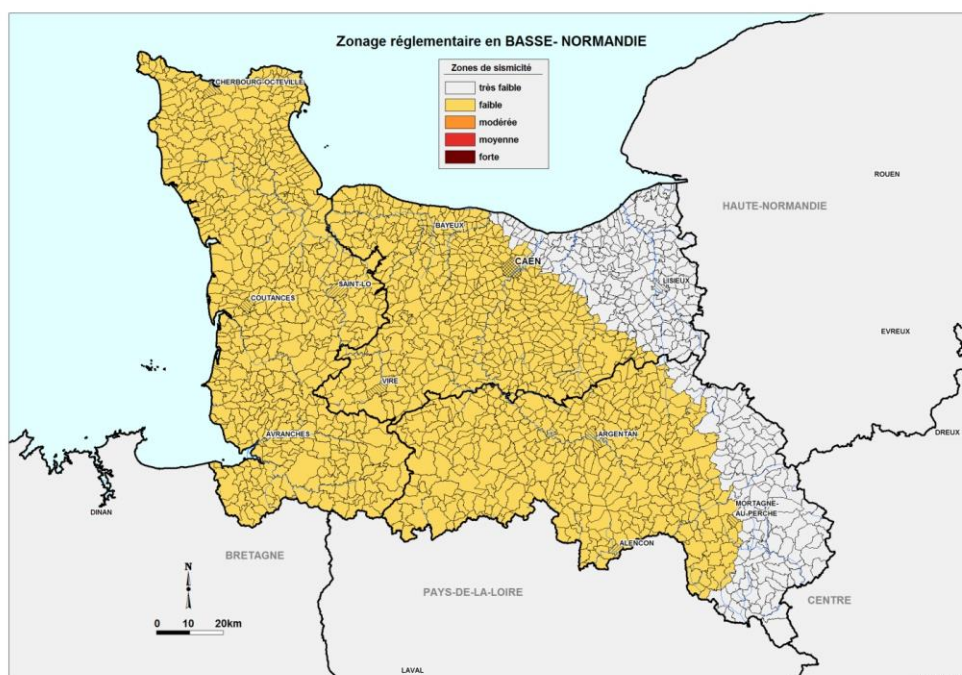 Zonage réglementaire en BASSE- NORMANDIE
Zones de sismicité
très faible
faible
modérée
moyenne
forte
CHERBOURG-OCTEVILLE
ROUEN
HAUTE-NORMANDIE
BAYEUX
CAEN
LISIEUX
SAINT-LO
COUTANCES
EVREUX
VIRE
AVRANCHES
ARGENTAN
DREUX
MORTAGNE-
AU-PERCHE
DINAN
ALENCON
BRETAGNE
N
PAYS-DE-LA-LOIRE
CENTRE
0 10 20km
LAVAL